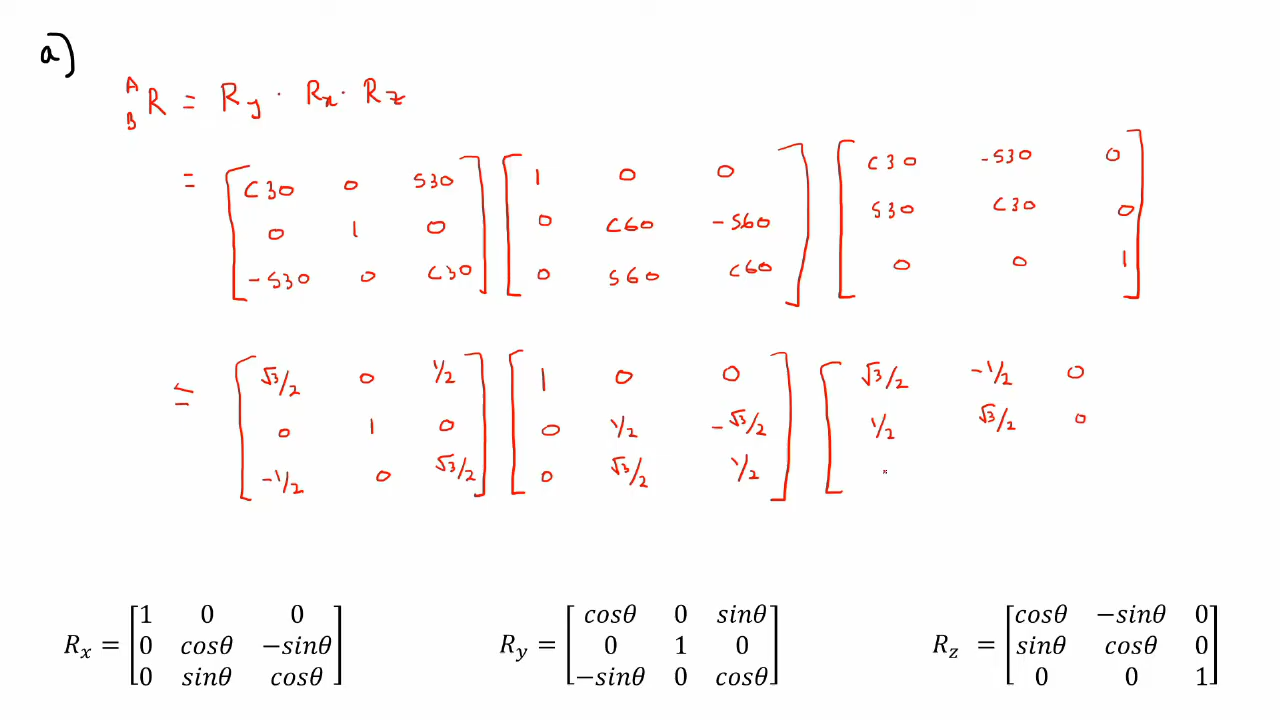 a)
A B R = Ry · Rx · Rz
= [C30 0 S30; 0 1 0; -S30 0 C30] [1 0 0; 0 C60 -S60; 0 S60 C60] [C30 -S30 0; S30 C30 0; 0 0 1]
= [√3/2 0 1/2; 0 1 0; -1/2 0 √3/2] [1 0 0; 0 1/2 -√3/2; 0 √3/2 1/2] [√3/2 -1/2 0; 1/2 √3/2 0
Rx = [1 0 0; 0 cosθ −sinθ; 0 sinθ cosθ]
Ry = [cosθ 0 sinθ; 0 1 0; −sinθ 0 cosθ]
Rz = [cosθ −sinθ 0; sinθ cosθ 0; 0 0 1]